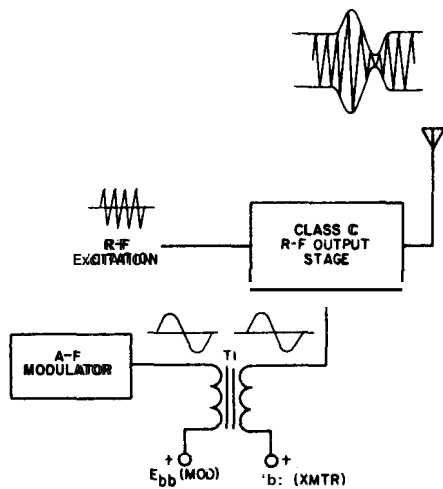 CLASS C
R-F OUTPUT
STAGE
R-F
EXCITATION
A-F
MODULATOR
T1
+
Ebb (MOD)
+
'b: (XMTR)